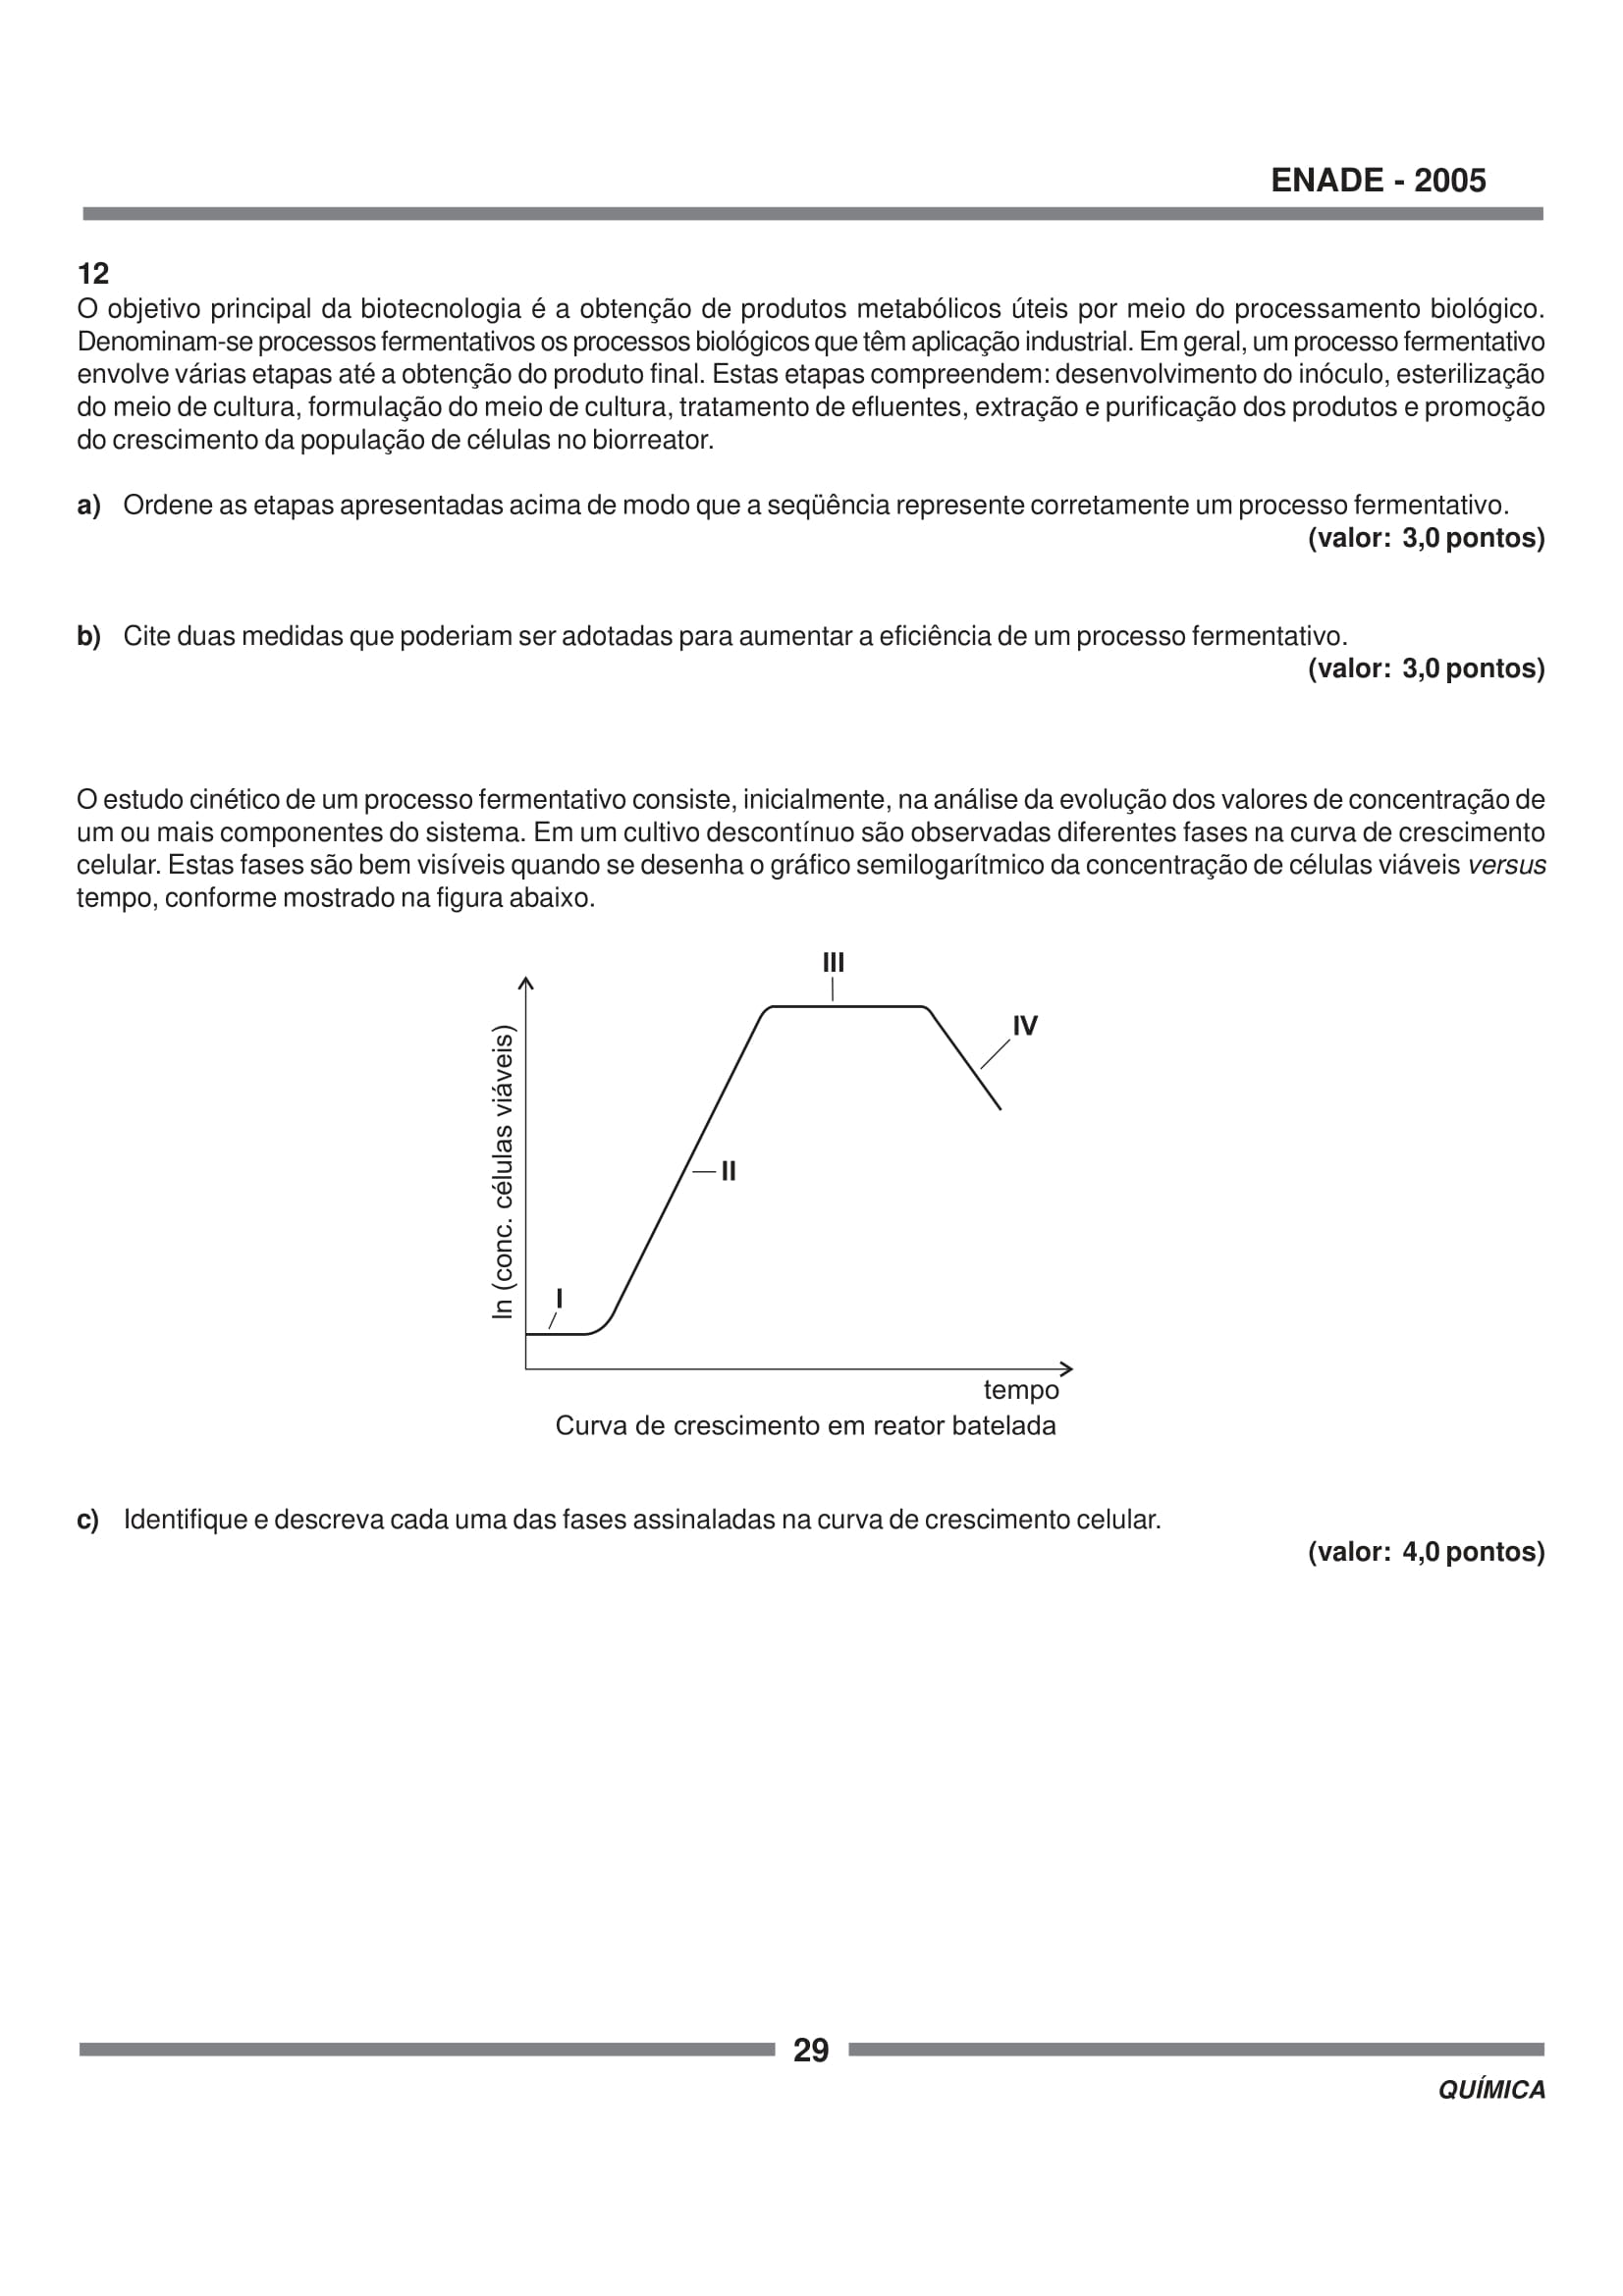 ENADE - 2005
12
O objetivo principal da biotecnologia é a obtenção de produtos metabólicos úteis por meio do processamento biológico.
Denominam-se processos fermentativos os processos biológicos que têm aplicação industrial. Em geral, um processo fermentativo
envolve várias etapas até a obtenção do produto final. Estas etapas compreendem: desenvolvimento do inóculo, esterilização
do meio de cultura, formulação do meio de cultura, tratamento de efluentes, extração e purificação dos produtos e promoção
do crescimento da população de células no biorreator.
a) Ordene as etapas apresentadas acima de modo que a seqüência represente corretamente um processo fermentativo.
(valor: 3,0 pontos)
b) Cite duas medidas que poderiam ser adotadas para aumentar a eficiência de um processo fermentativo.
(valor: 3,0 pontos)
O estudo cinético de um processo fermentativo consiste, inicialmente, na análise da evolução dos valores de concentração de
um ou mais componentes do sistema. Em um cultivo descontínuo são observadas diferentes fases na curva de crescimento
celular. Estas fases são bem visíveis quando se desenha o gráfico semilogarítmico da concentração de células viáveis versus
tempo, conforme mostrado na figura abaixo.
III
IV
ln (conc. células viáveis)
II
I
tempo
Curva de crescimento em reator batelada
c) Identifique e descreva cada uma das fases assinaladas na curva de crescimento celular.
(valor: 4,0 pontos)
29
QUÍMICA